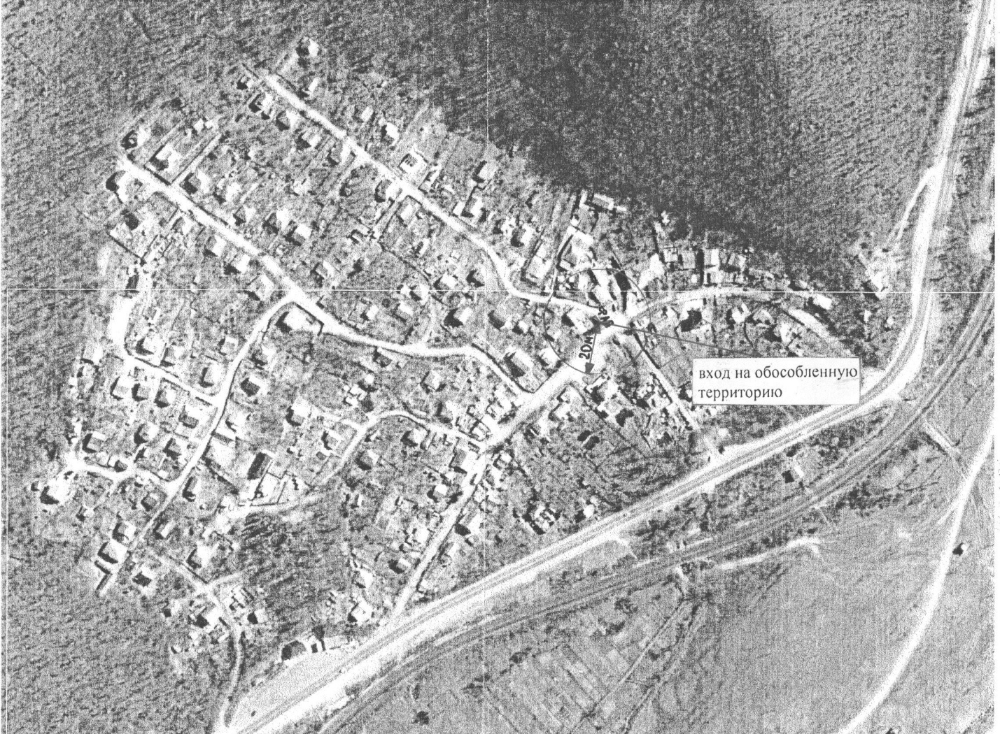 20м
вход на обособленную
территорию